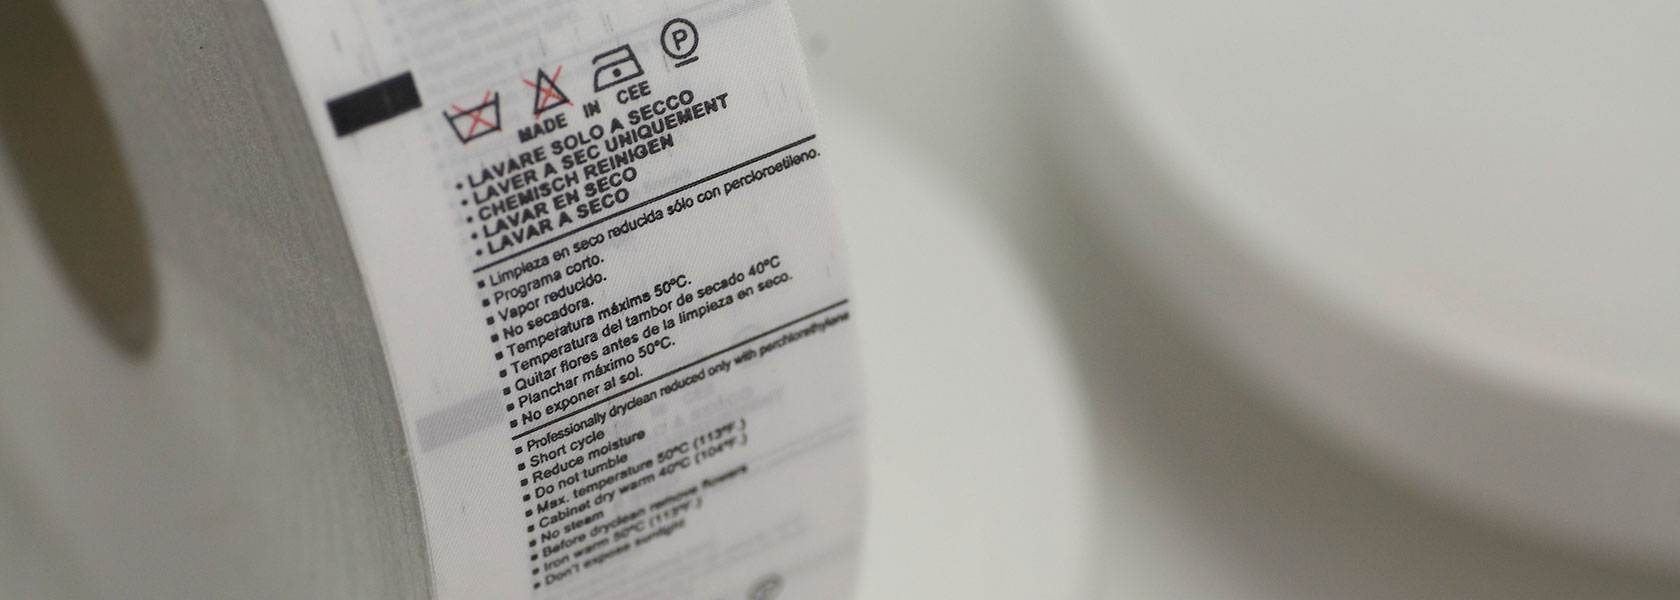 P
MADE IN CEE
• LAVARE SOLO A SECCO
• LAVER A SEC UNIQUEMENT
• CHEMISCH REINIGEN
• LAVAR EN SECO
• LAVAR A SECO
▪ Limpieza en seco reducida sólo con percloroetileno.
▪ Programa corto.
▪ Vapor reducido.
▪ No secadora.
▪ Temperatura máxima 50ºC.
▪ Temperatura del tambor de secado 40ºC
▪ Quitar flores antes de la limpieza en seco.
▪ Planchar máximo 50ºC.
▪ No exponer al sol.
▪ Professionally dryclean reduced only with perchlorethylene
▪ Short cycle
▪ Reduce moisture
▪ Do not tumble
▪ Max. temperature 50ºC (113ºF.)
▪ Cabinet dry warm 40ºC (104ºF.)
▪ No steam
▪ Before dryclean remove flowers
▪ Iron warm 50ºC (113ºF.)
▪ Don't expose sunlight